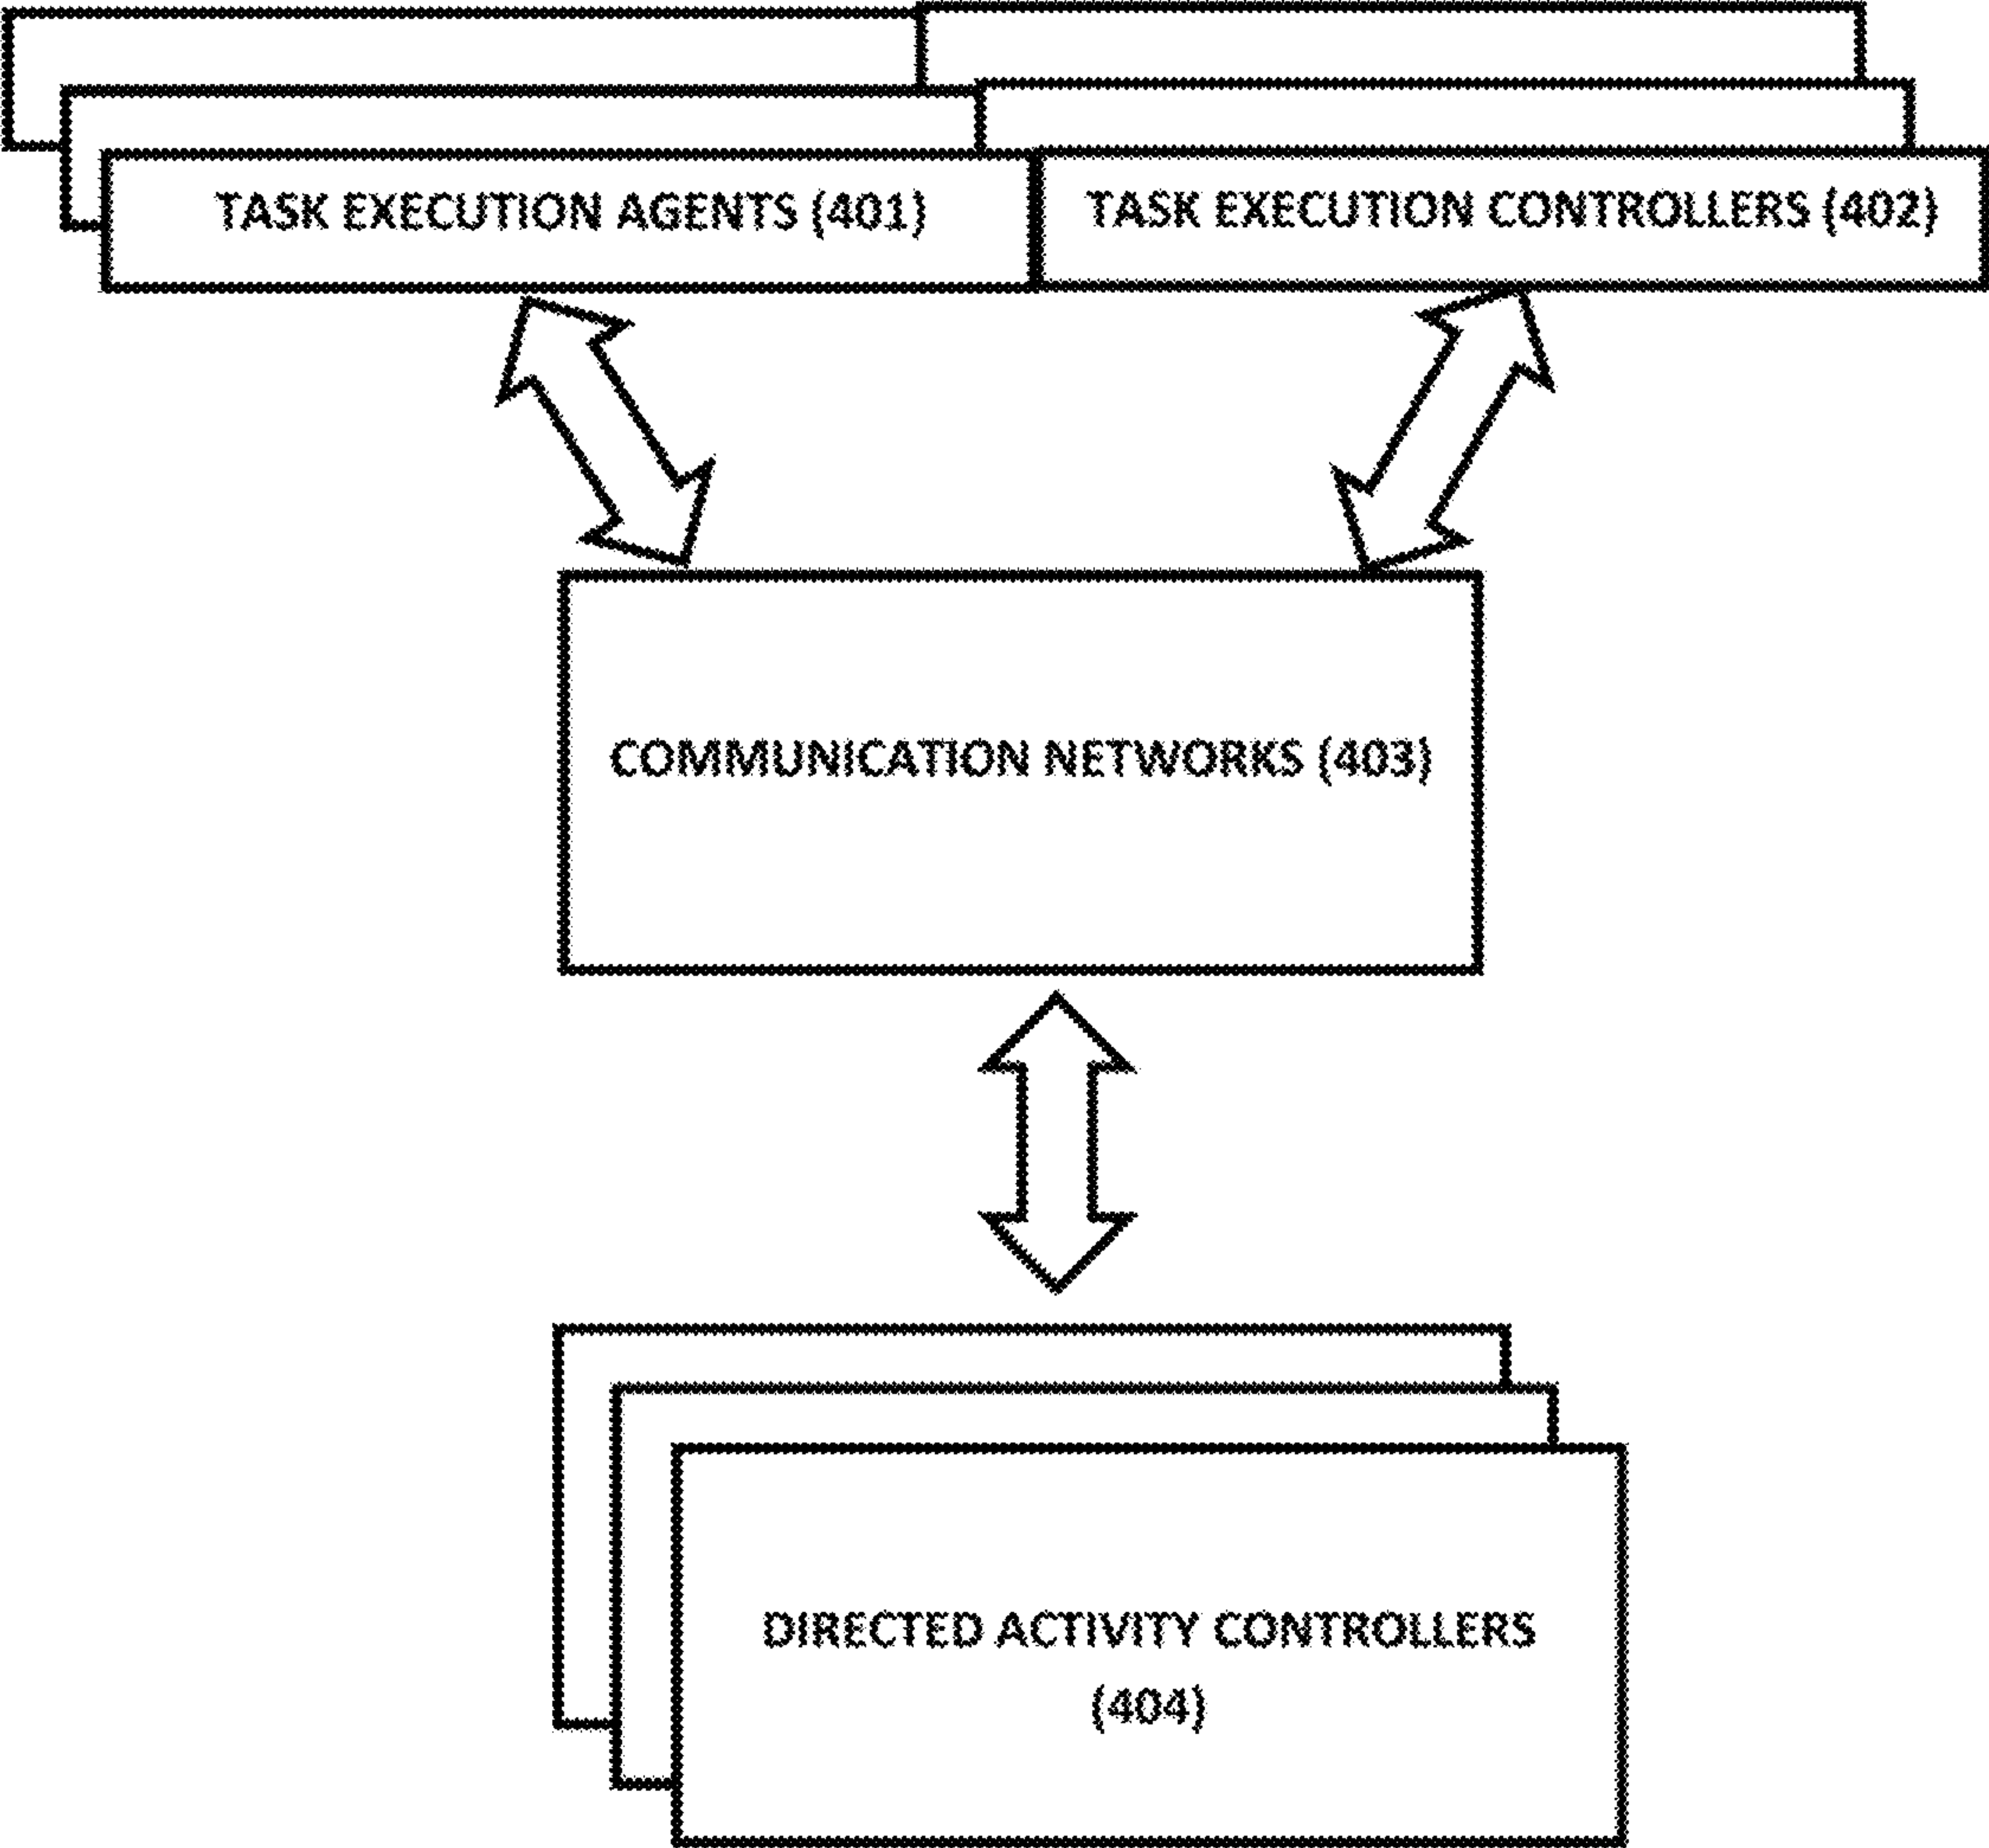 TASK EXECUTION AGENTS (401)
TASK EXECUTION CONTROLLERS (402)
COMMUNICATION NETWORKS (403)
DIRECTED ACTIVITY CONTROLLERS
(404)